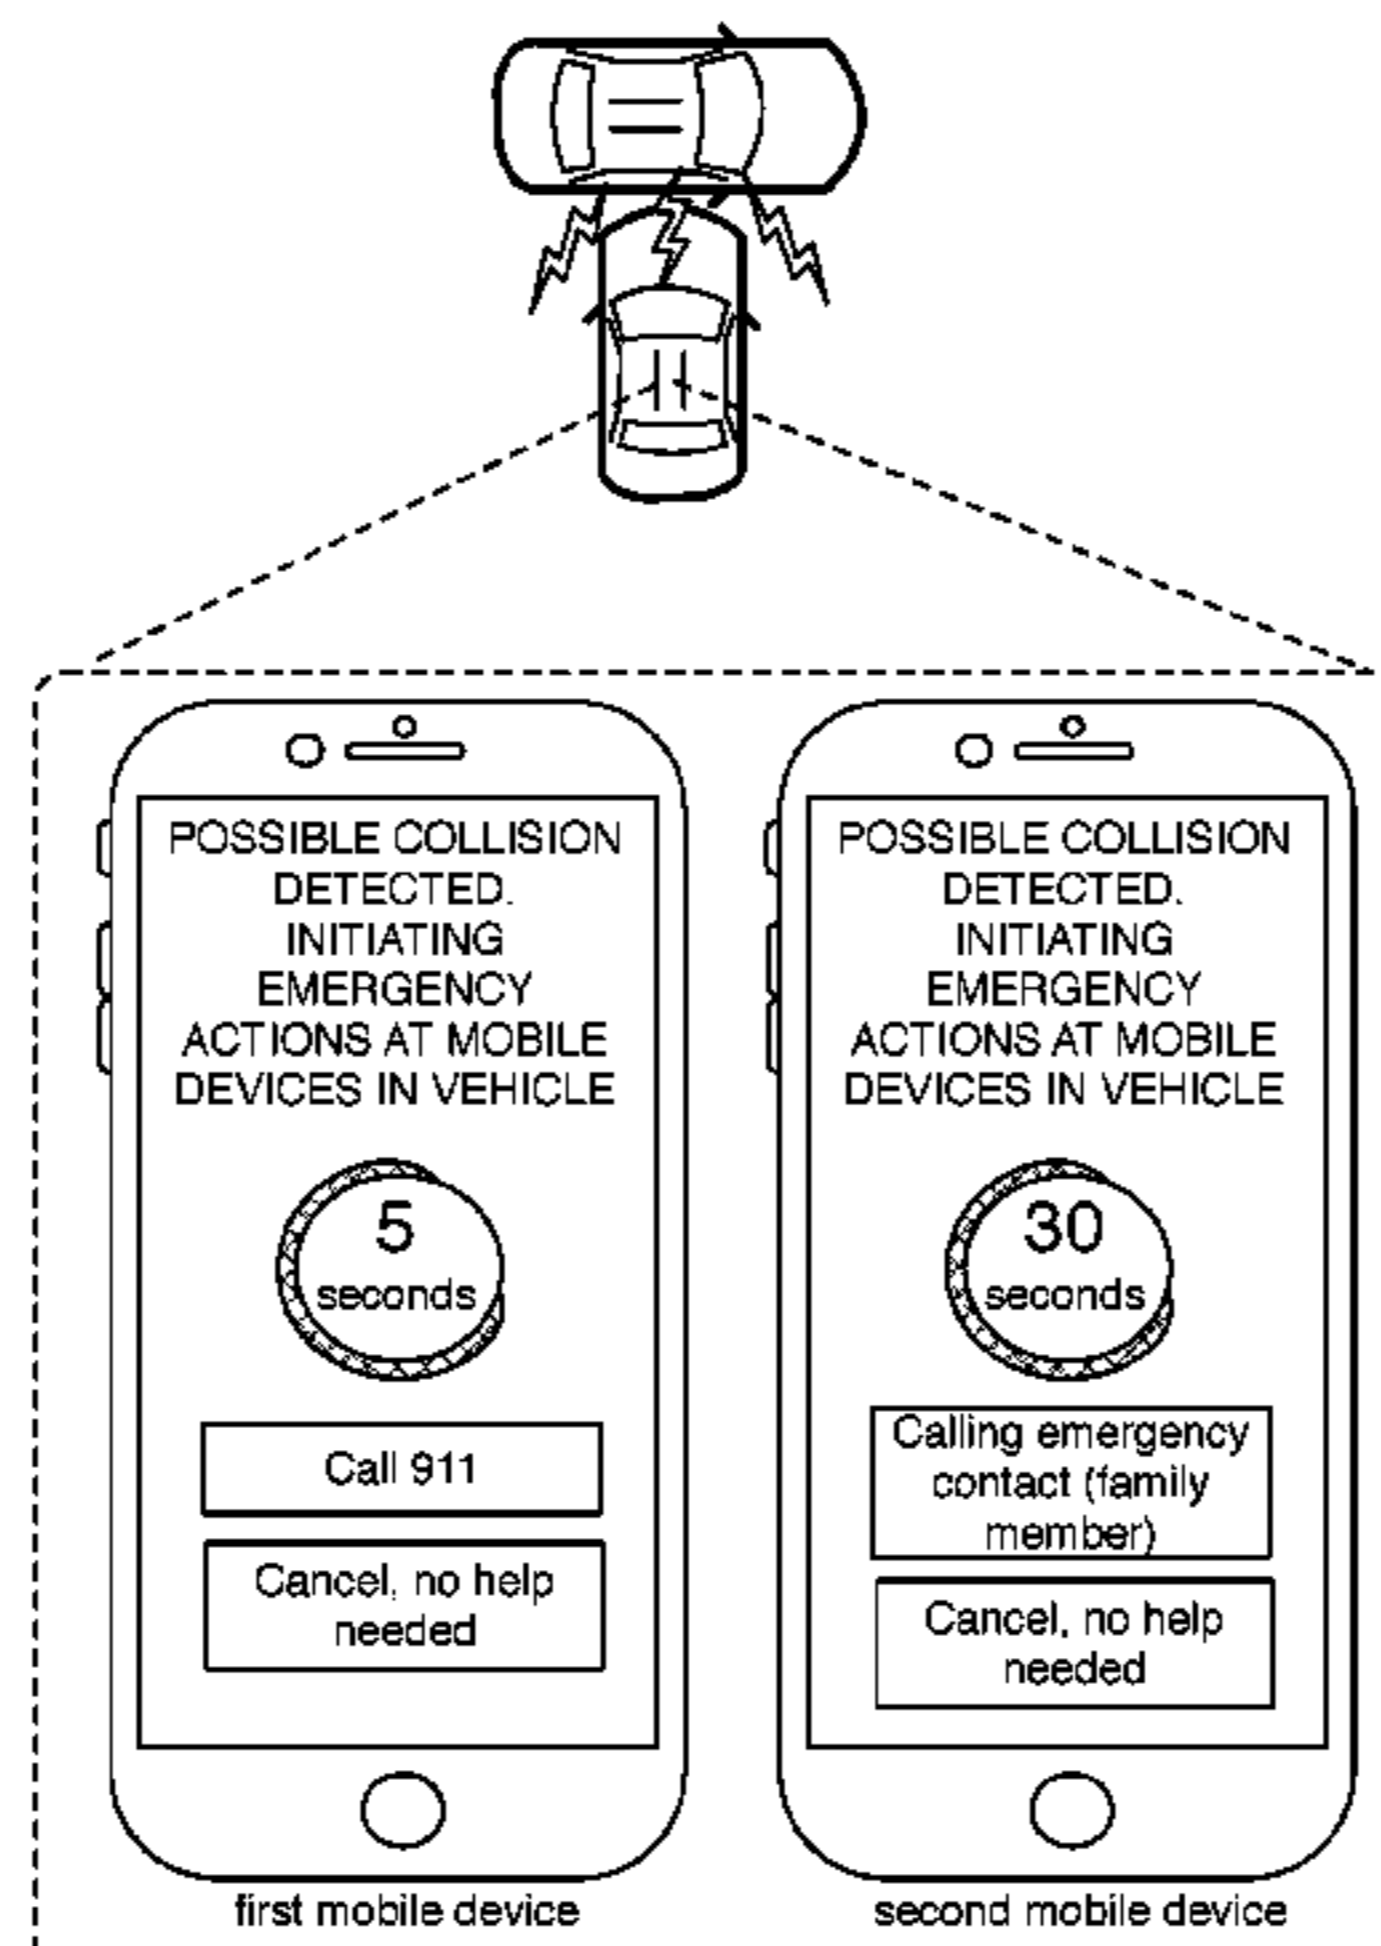 POSSIBLE COLLISION
DETECTED.
INITIATING
EMERGENCY
ACTIONS AT MOBILE
DEVICES IN VEHICLE
5
seconds
Call 911
Cancel, no help
needed
first mobile device
POSSIBLE COLLISION
DETECTED.
INITIATING
EMERGENCY
ACTIONS AT MOBILE
DEVICES IN VEHICLE
30
seconds
Calling emergency
contact (family
member)
Cancel, no help
needed
second mobile device